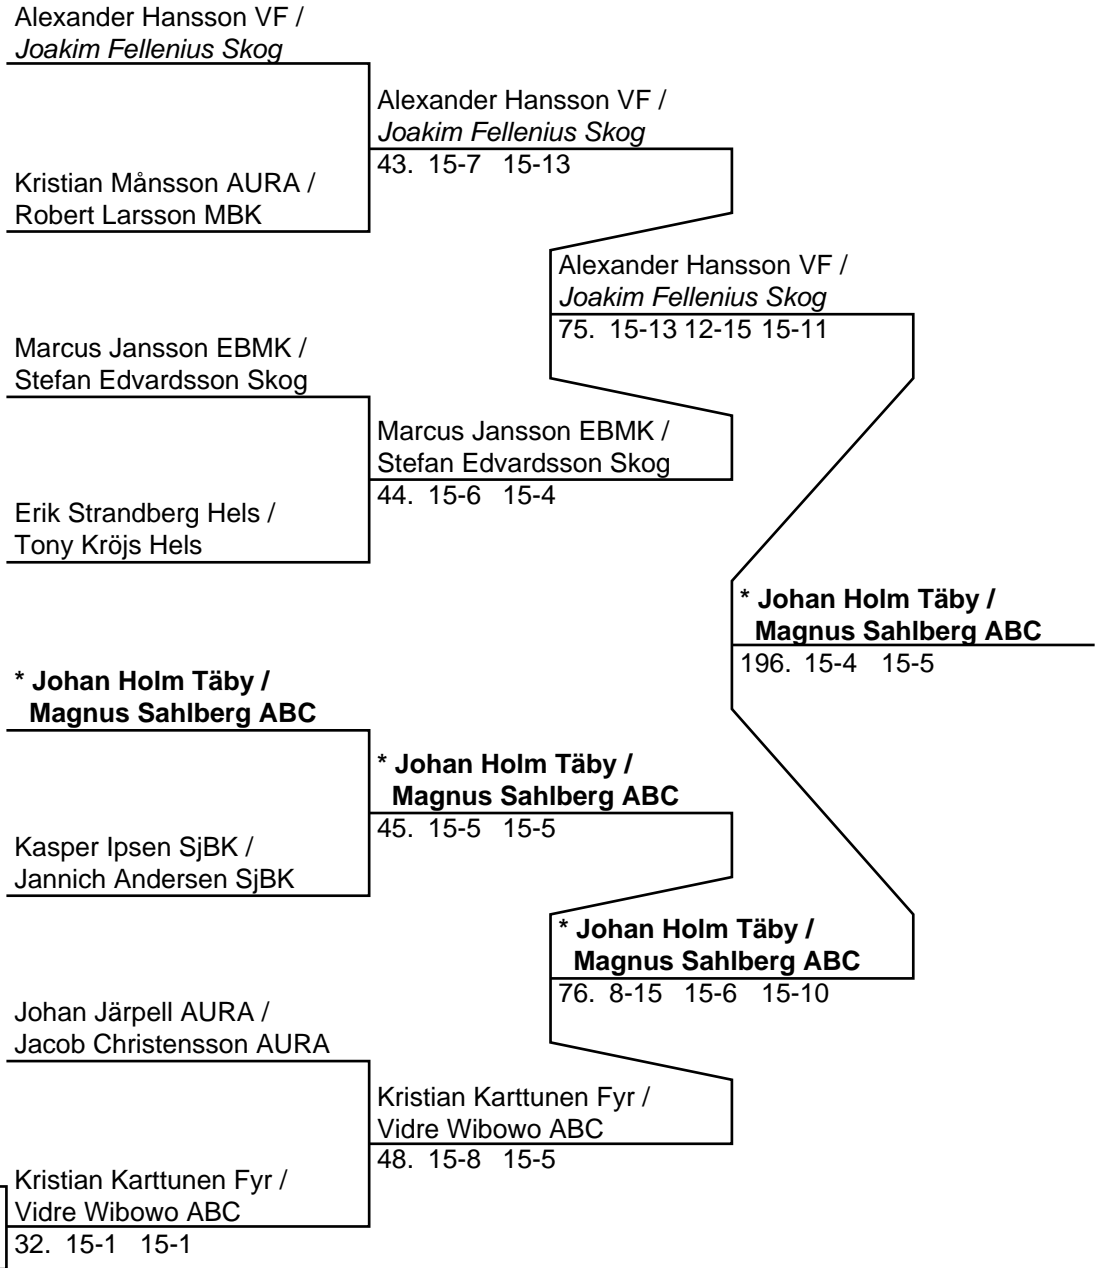 Alexander Hansson VF /
Joakim Fellenius Skog
Alexander Hansson VF /
Joakim Fellenius Skog
43. 15-7 15-13
Kristian Månsson AURA /
Robert Larsson MBK
Alexander Hansson VF /
Joakim Fellenius Skog
75. 15-13 12-15 15-11
Marcus Jansson EBMK /
Stefan Edvardsson Skog
Marcus Jansson EBMK /
Stefan Edvardsson Skog
44. 15-6 15-4
Erik Strandberg Hels /
Tony Kröjs Hels
* Johan Holm Täby /
Magnus Sahlberg ABC
196. 15-4 15-5
* Johan Holm Täby /
Magnus Sahlberg ABC
* Johan Holm Täby /
Magnus Sahlberg ABC
45. 15-5 15-5
Kasper Ipsen SjBK /
Jannich Andersen SjBK
* Johan Holm Täby /
Magnus Sahlberg ABC
76. 8-15 15-6 15-10
Johan Järpell AURA /
Jacob Christensson AURA
Kristian Karttunen Fyr /
Vidre Wibowo ABC
48. 15-8 15-5
Kristian Karttunen Fyr /
Vidre Wibowo ABC
32. 15-1 15-1